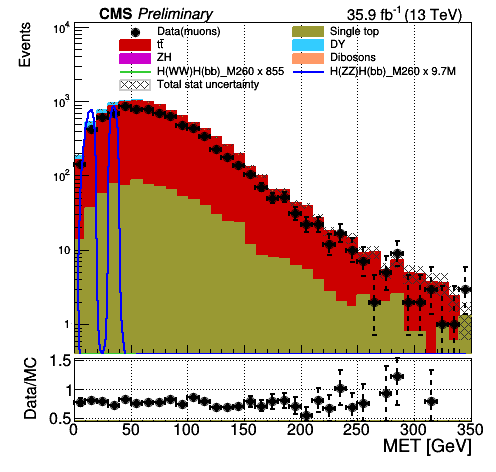 CMS Preliminary 35.9 fb⁻¹ (13 TeV)
Events
Data(muons) Single top
tt̄ DY
ZH Dibosons
H(WW)H(bb)_M260 x 855 H(ZZ)H(bb)_M260 x 9.7M
Total stat uncertainty
10⁴
10³
10²
10
1
Data/MC
1.5
1
0.5
0 50 100 150 200 250 300 350
MET [GeV]